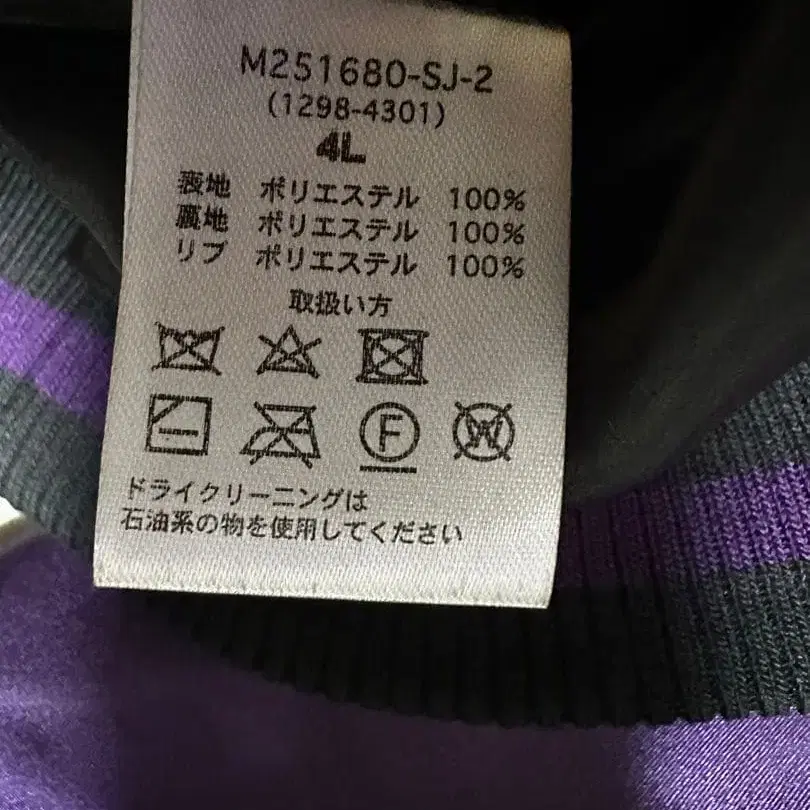 M251680-SJ-2
(1298-4301)
4L
表地 ポリエステル 100%
裏地 ポリエステル 100%
リブ ポリエステル 100%
取扱い方
F W
ドライクリーニングは
石油系の物を使用してください